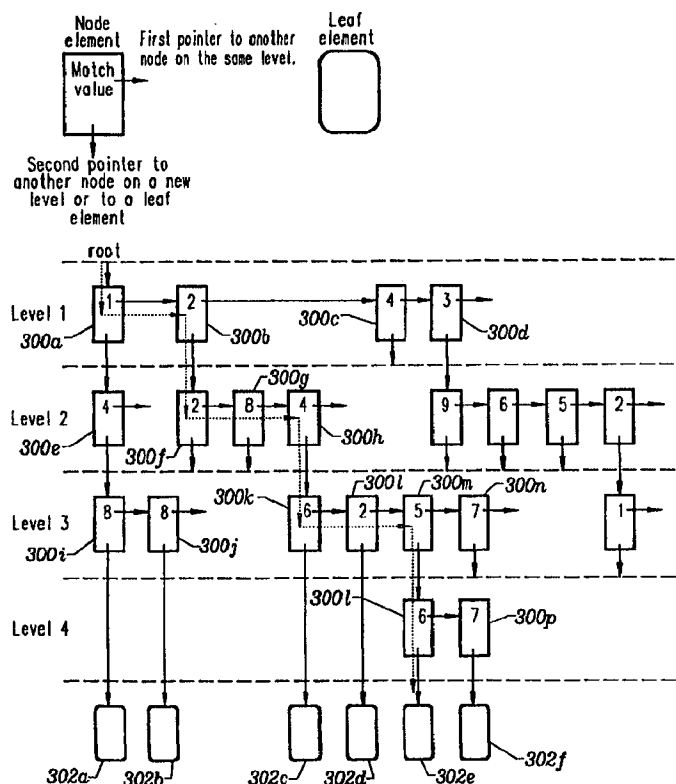 Node
element
Match
value
First pointer to another
node on the same level.
Leaf
element
Second pointer to
another node on a new
level or to a leaf
element
root
Level 1
1
2
4
3
300a
300b
300c
300d
Level 2
300g
4
2
8
4
9
6
5
2
300e
300f
300h
Level 3
300k
300l
300m
300n
8
8
6
2
5
7
1
300i
300j
Level 4
300l
6
7
300p
302a
302b
302c
302d
302e
302f